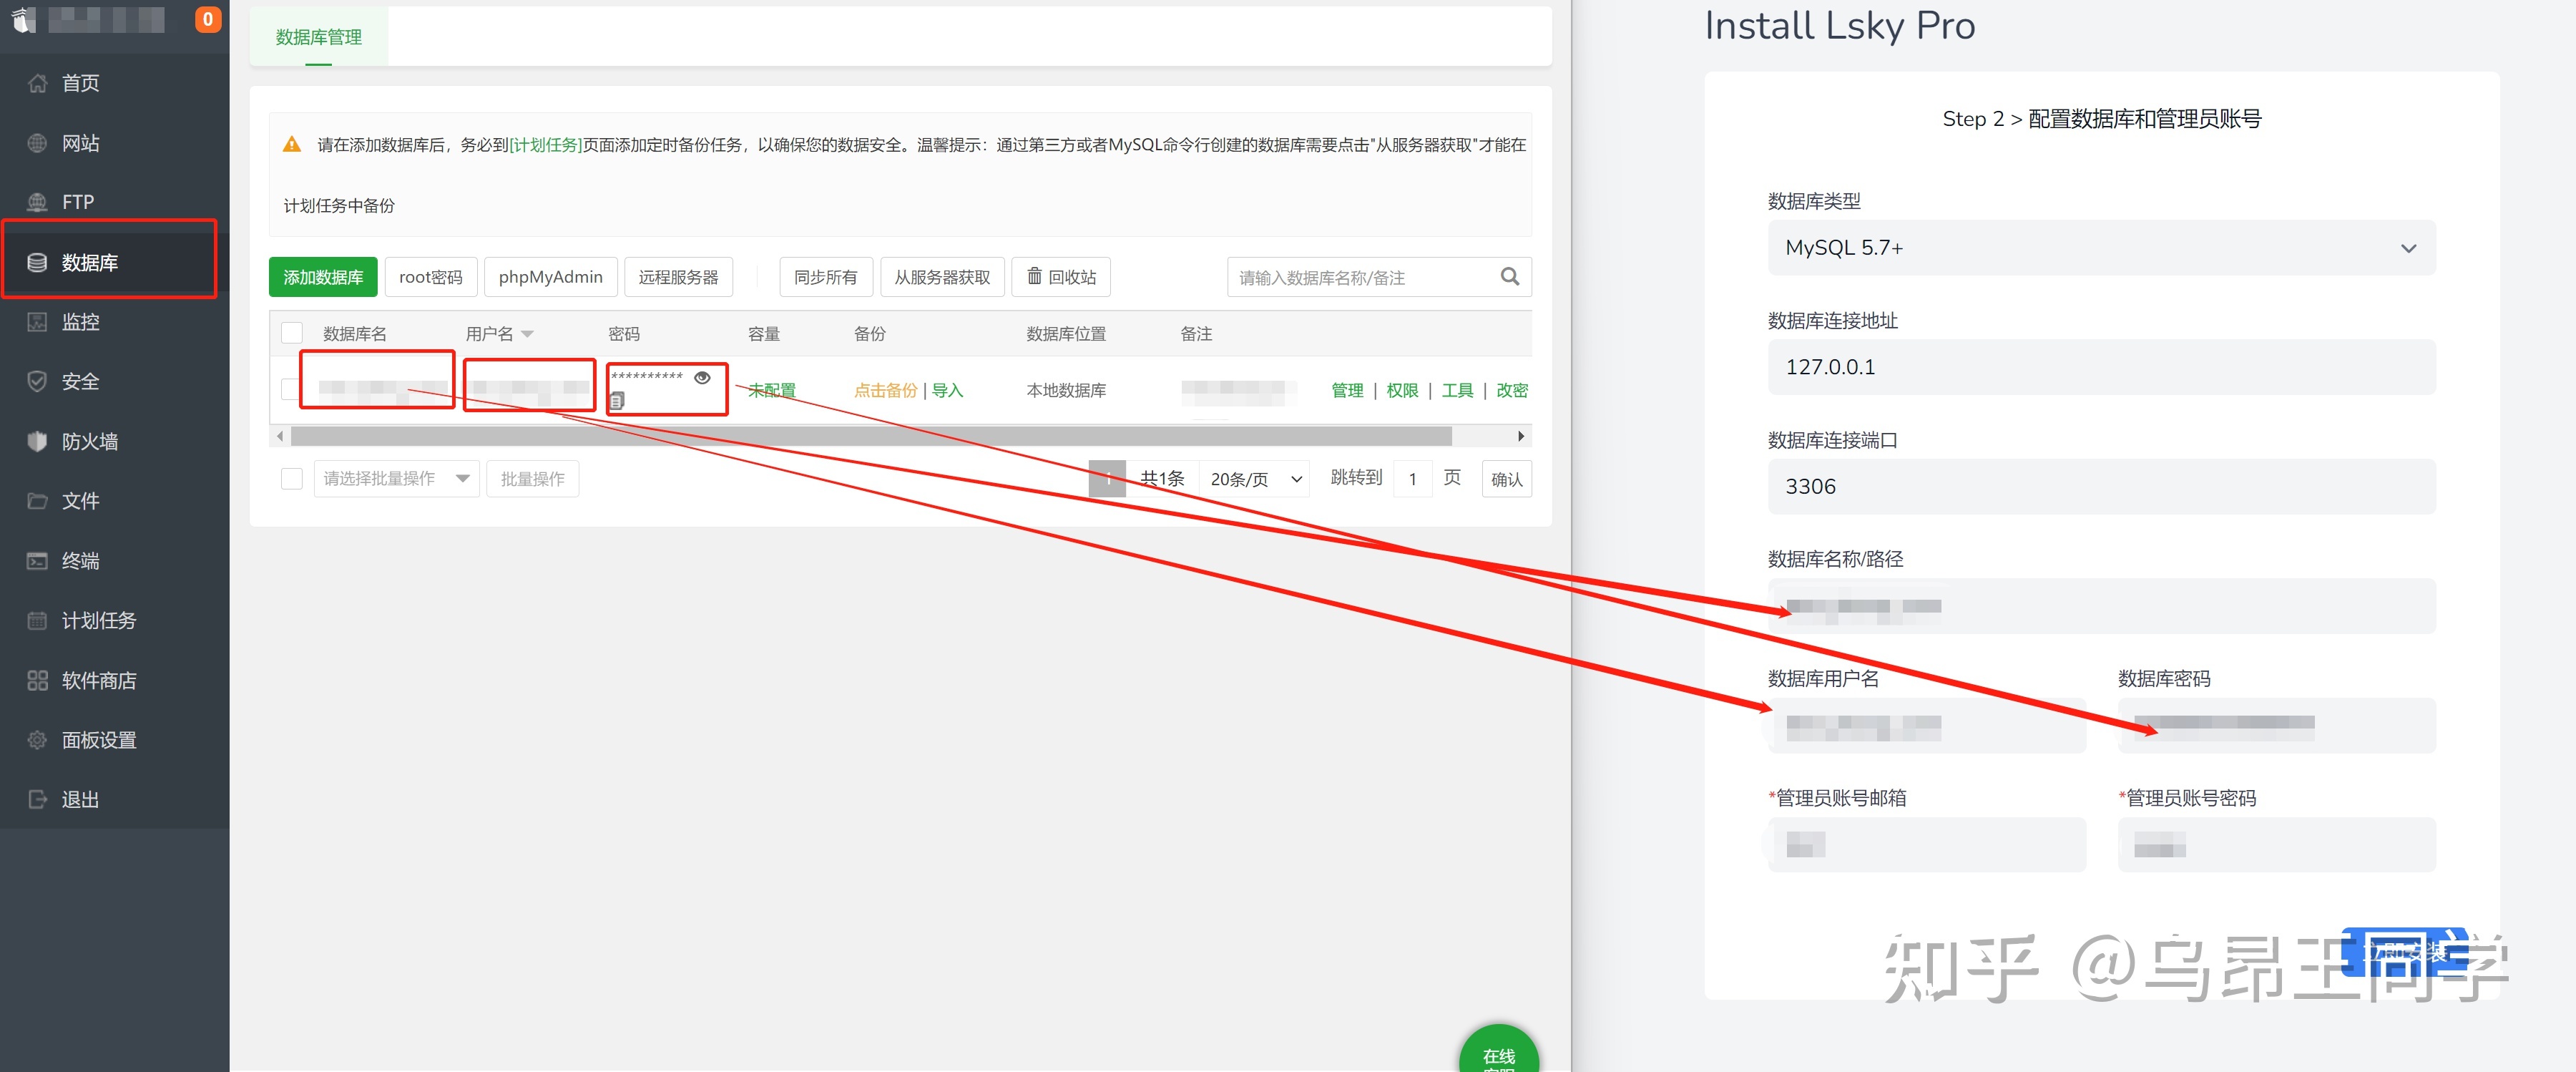 0
首页
网站
FTP
数据库
监控
安全
防火墙
文件
终端
计划任务
软件商店
面板设置
退出
数据库管理
请在添加数据库后，务必到[计划任务]页面添加定时备份任务，以确保您的数据安全。温馨提示：通过第三方或者MySQL命令行创建的数据库需要点击"从服务器获取"才能在
计划任务中备份
添加数据库 root密码 phpMyAdmin 远程服务器 同步所有 从服务器获取 回收站 请输入数据库名称/备注
数据库名 用户名 密码 容量 备份 数据库位置 备注
********** 未配置 点击备份 | 导入 本地数据库 管理 | 权限 | 工具 | 改密
请选择批量操作 批量操作 1 共1条 20条/页 跳转到 1 页 确认
在线
客服
Install Lsky Pro
Step 2 > 配置数据库和管理员账号
数据库类型
MySQL 5.7+
数据库连接地址
127.0.0.1
数据库连接端口
3306
数据库名称/路径
数据库用户名 数据库密码
*管理员账号邮箱 *管理员账号密码
立即安装
知乎 @乌昂王同学